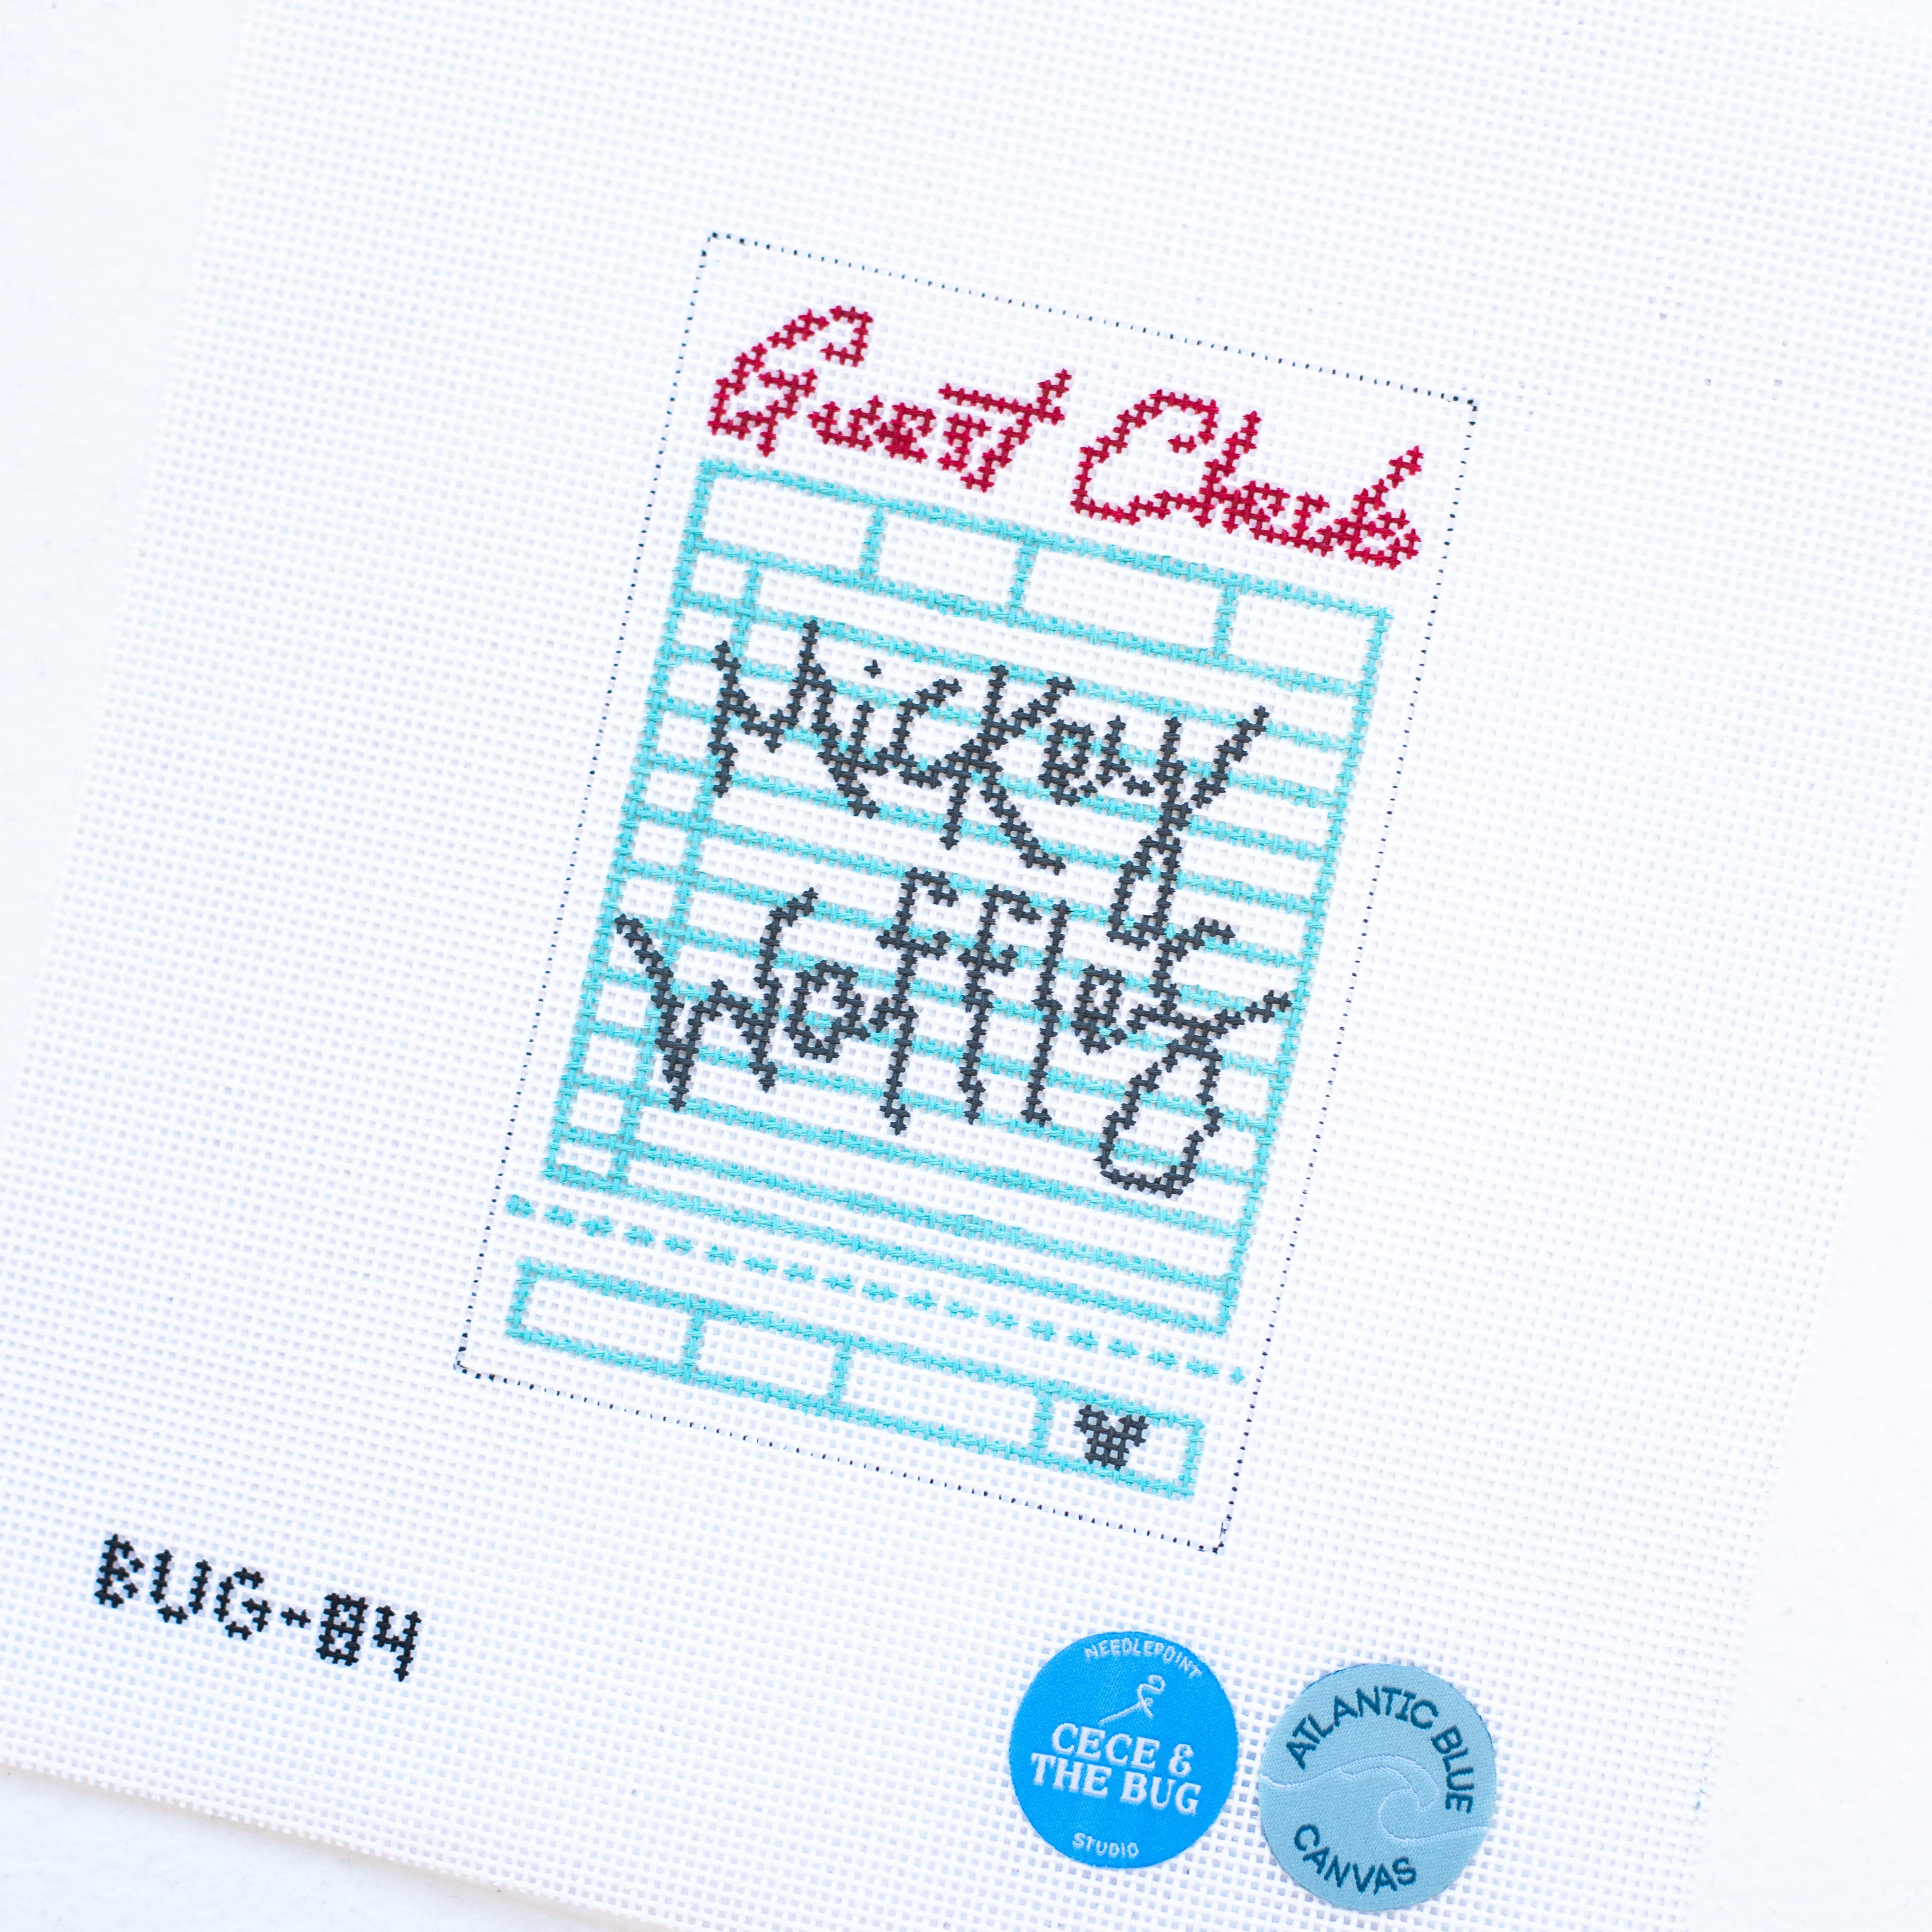 Guest Check
Mickey
Waffles
BUG-04
NEEDLEPOINT
CECE &
THE BUG
STUDIO
ATLANTIC BLUE
CANVAS